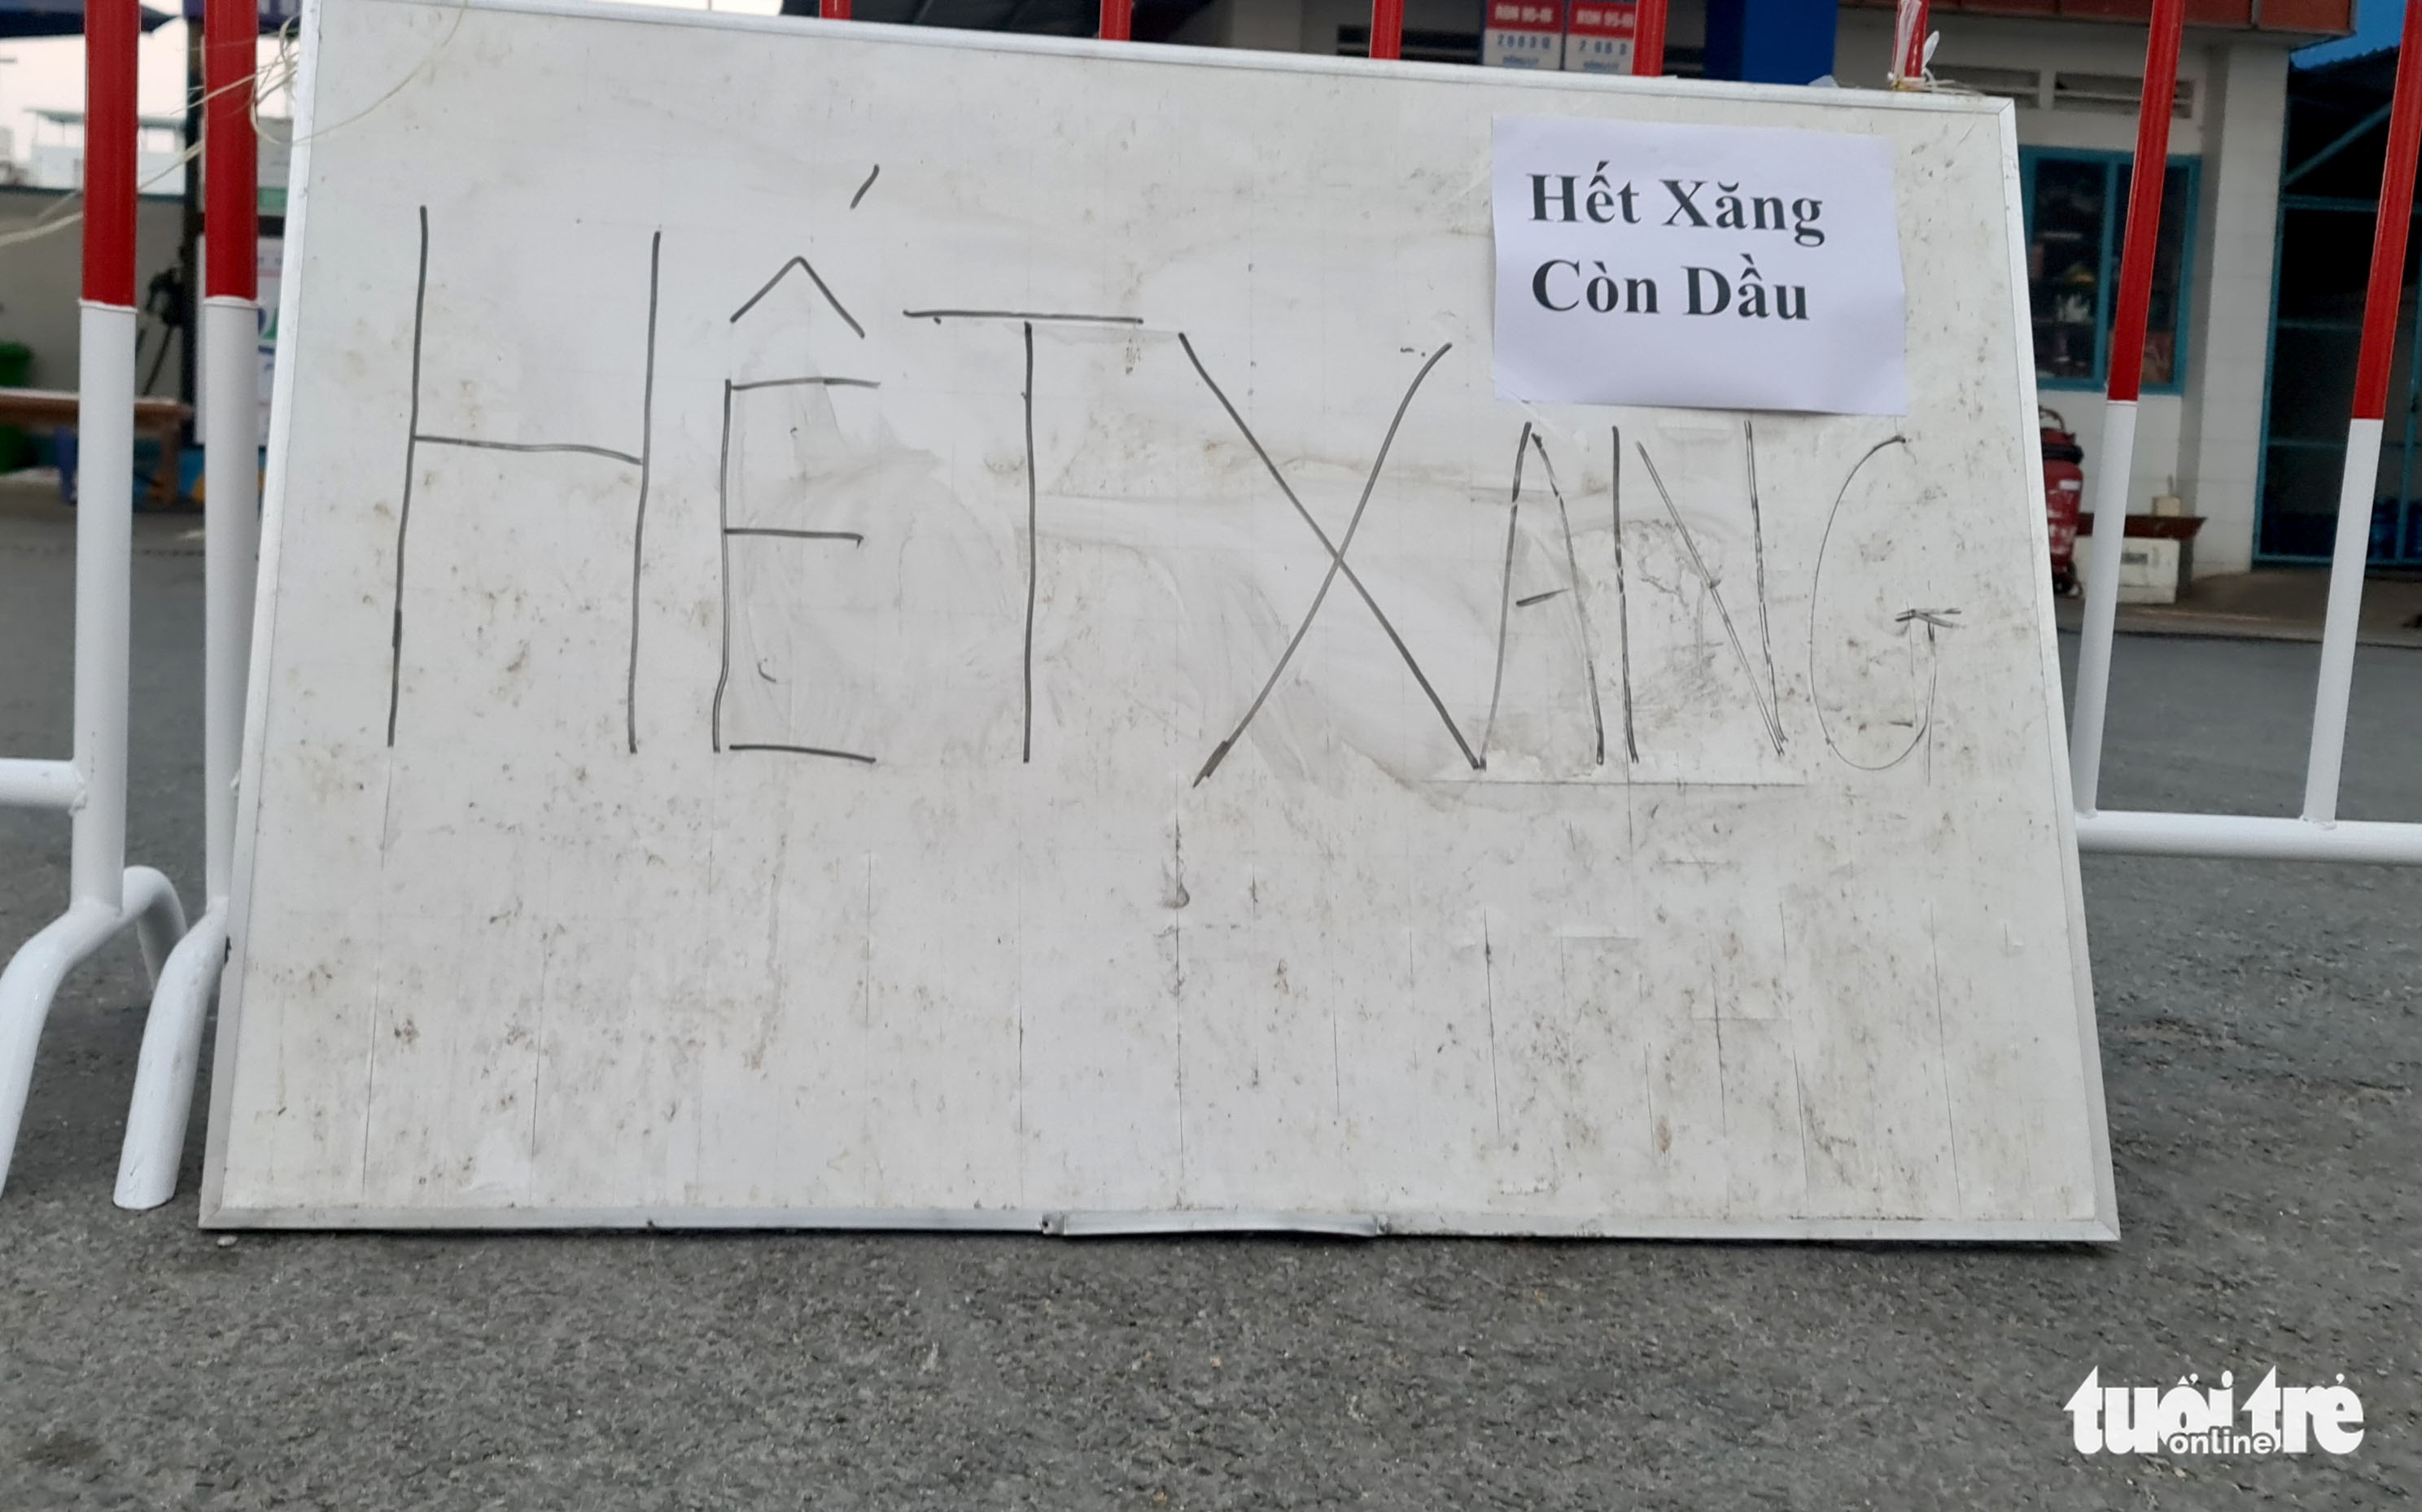 Hết Xăng
Còn Dầu
HẾT XANG
tuổi trẻ
online